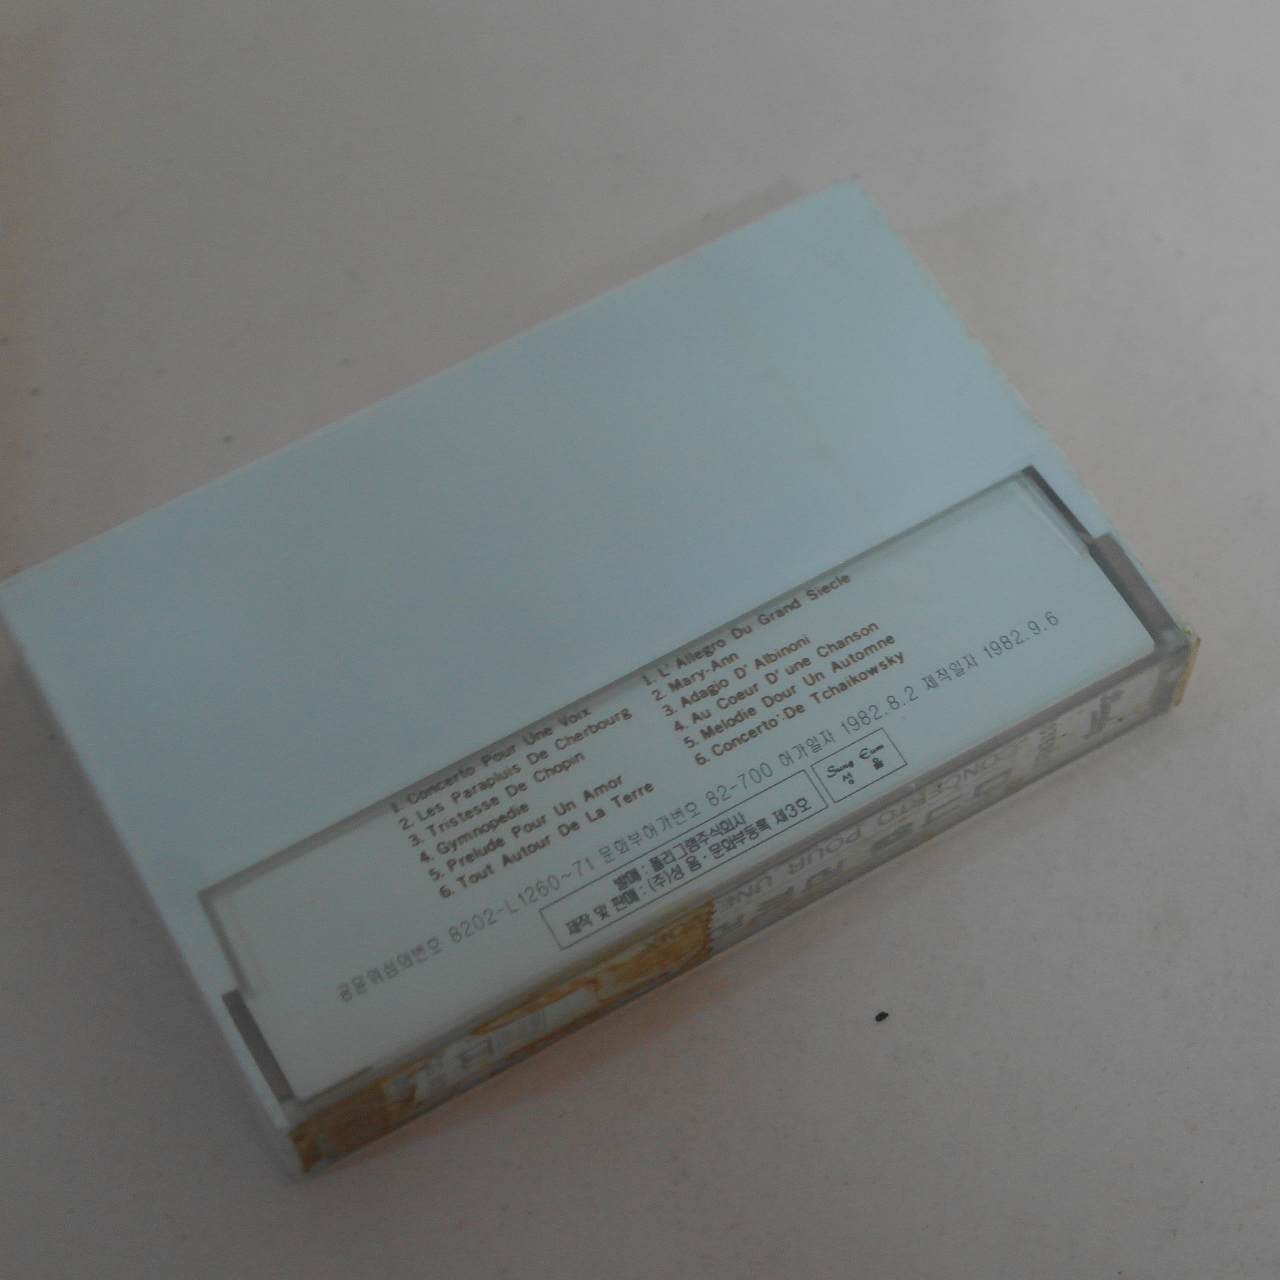 1. Concerto Pour Une Voix
2. Les Parapluis De Cherbourg
3. Tristesse De Chopin
4. Gymnopedie
5. Prelude Pour Un Amor
6. Tout Autour De La Terre
1. L' Allegro Du Grand Siecle
2. Mary-Ann
3. Adagio D' Albinoni
4. Au Coeur D' une Chanson
5. Melodie Dour Un Automne
6. Concerto De Tchaikowsky
공윤위심의번호 8202-L1260~71 문화부허가번호 82-700 허가일자 1982.8.2 제작일자 1982.9.6
발매 : 폴리그램주식회사
제작 및 판매 : (주)성 음 · 문화부등록 제3호
Sung Eum
성 음
CONCERTO POUR UNE VOIX